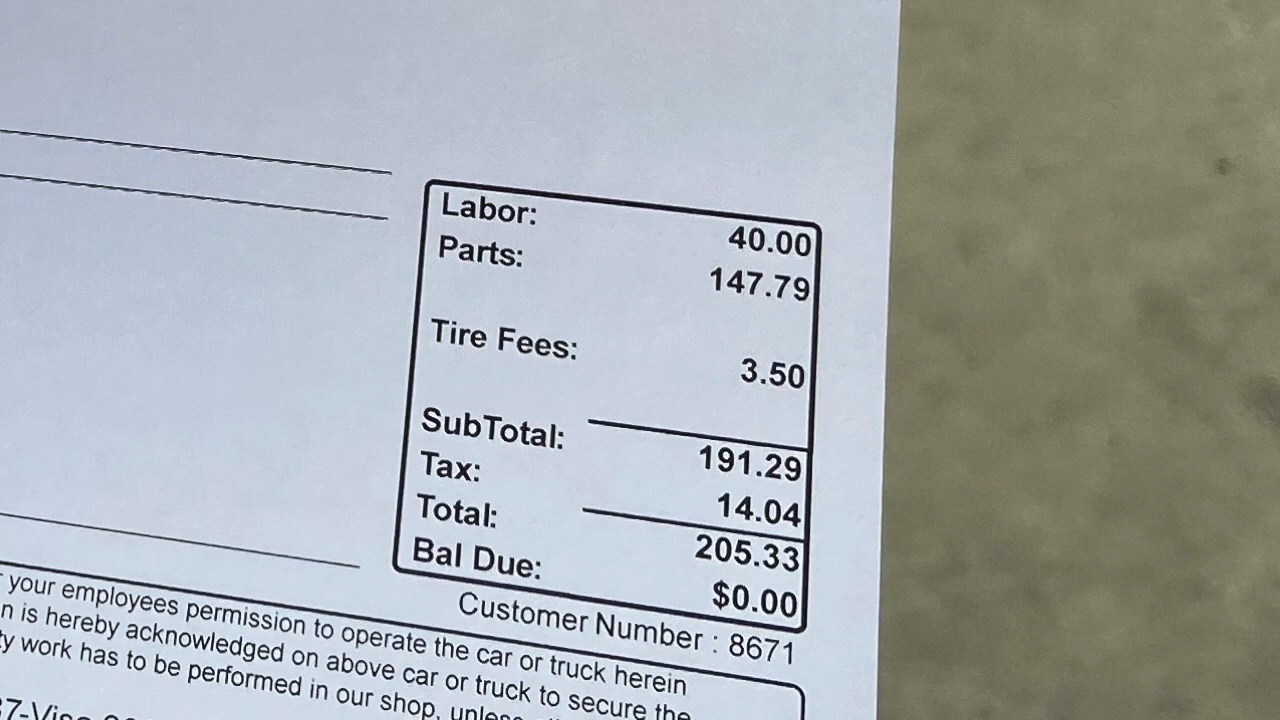 Labor: 40.00
Parts: 147.79
Tire Fees: 3.50
SubTotal: 191.29
Tax: 14.04
Total: 205.33
Bal Due: $0.00
Customer Number : 8671
your employees permission to operate the car or truck herein
n is hereby acknowledged on above car or truck to secure the
y work has to be performed in our shop,